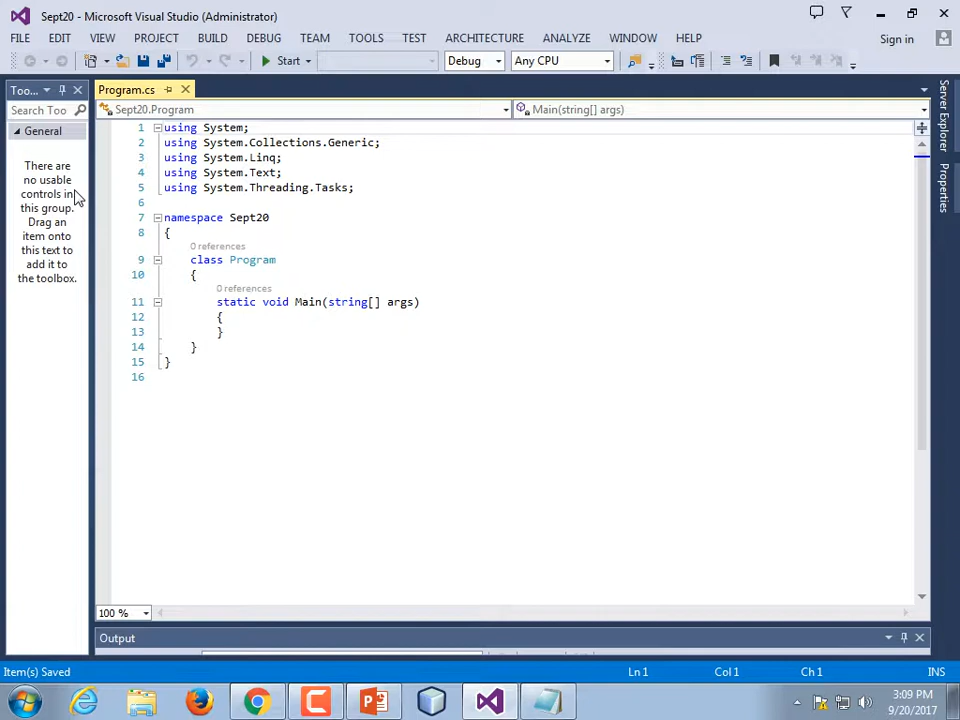 Sept20 - Microsoft Visual Studio (Administrator)
FILE EDIT VIEW PROJECT BUILD DEBUG TEAM TOOLS TEST ARCHITECTURE ANALYZE WINDOW HELP Sign in
Start Debug Any CPU
Too...
Program.cs
Search Too
Sept20.Program
Main(string[] args)
General
There are
no usable
controls in
this group.
Drag an
item onto
this text to
add it to
the toolbox.
1 using System;
2 using System.Collections.Generic;
3 using System.Linq;
4 using System.Text;
5 using System.Threading.Tasks;
6
7 namespace Sept20
8 {
0 references
9 class Program
10 {
0 references
11 static void Main(string[] args)
12 {
13 }
14 }
15 }
16
Server Explorer
Properties
100 %
Output
Item(s) Saved Ln 1 Col 1 Ch 1 INS
3:09 PM
9/20/2017